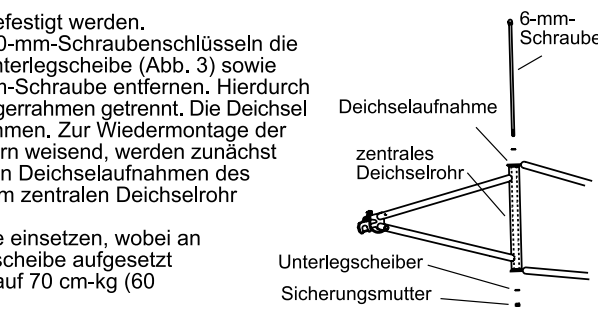 efestigt werden.
0-mm-Schraubenschlüsseln die
nterlegscheibe (Abb. 3) sowie
m-Schraube entfernen. Hierdurch
gerrahmen getrennt. Die Deichsel
hmen. Zur Wiedermontage der
rn weisend, werden zunächst
n Deichselaufnahmen des
m zentralen Deichselrohr
e einsetzen, wobei an
scheibe aufgesetzt
auf 70 cm-kg (60
6-mm-
Schraube
Deichselaufnahme
zentrales
Deichselrohr
Unterlegscheiber
Sicherungsmutter